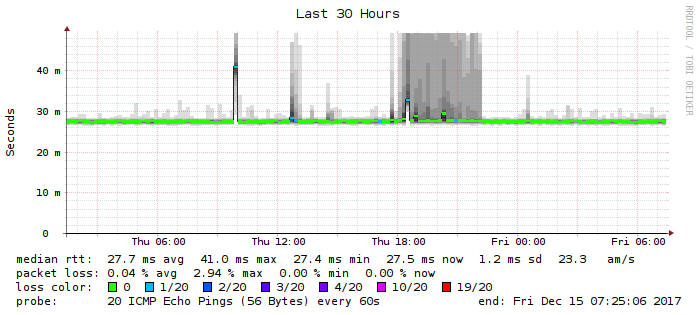 Last 30 Hours
RRDTOOL / TOBI OETIKER
Seconds
40 m
30 m
20 m
10 m
0
Thu 06:00 Thu 12:00 Thu 18:00 Fri 00:00 Fri 06:00
median rtt: 27.7 ms avg 41.0 ms max 27.4 ms min 27.5 ms now 1.2 ms sd 23.3 am/s
packet loss: 0.04 % avg 2.94 % max 0.00 % min 0.00 % now
loss color: 0 1/20 2/20 3/20 4/20 10/20 19/20
probe: 20 ICMP Echo Pings (56 Bytes) every 60s end: Fri Dec 15 07:25:06 2017